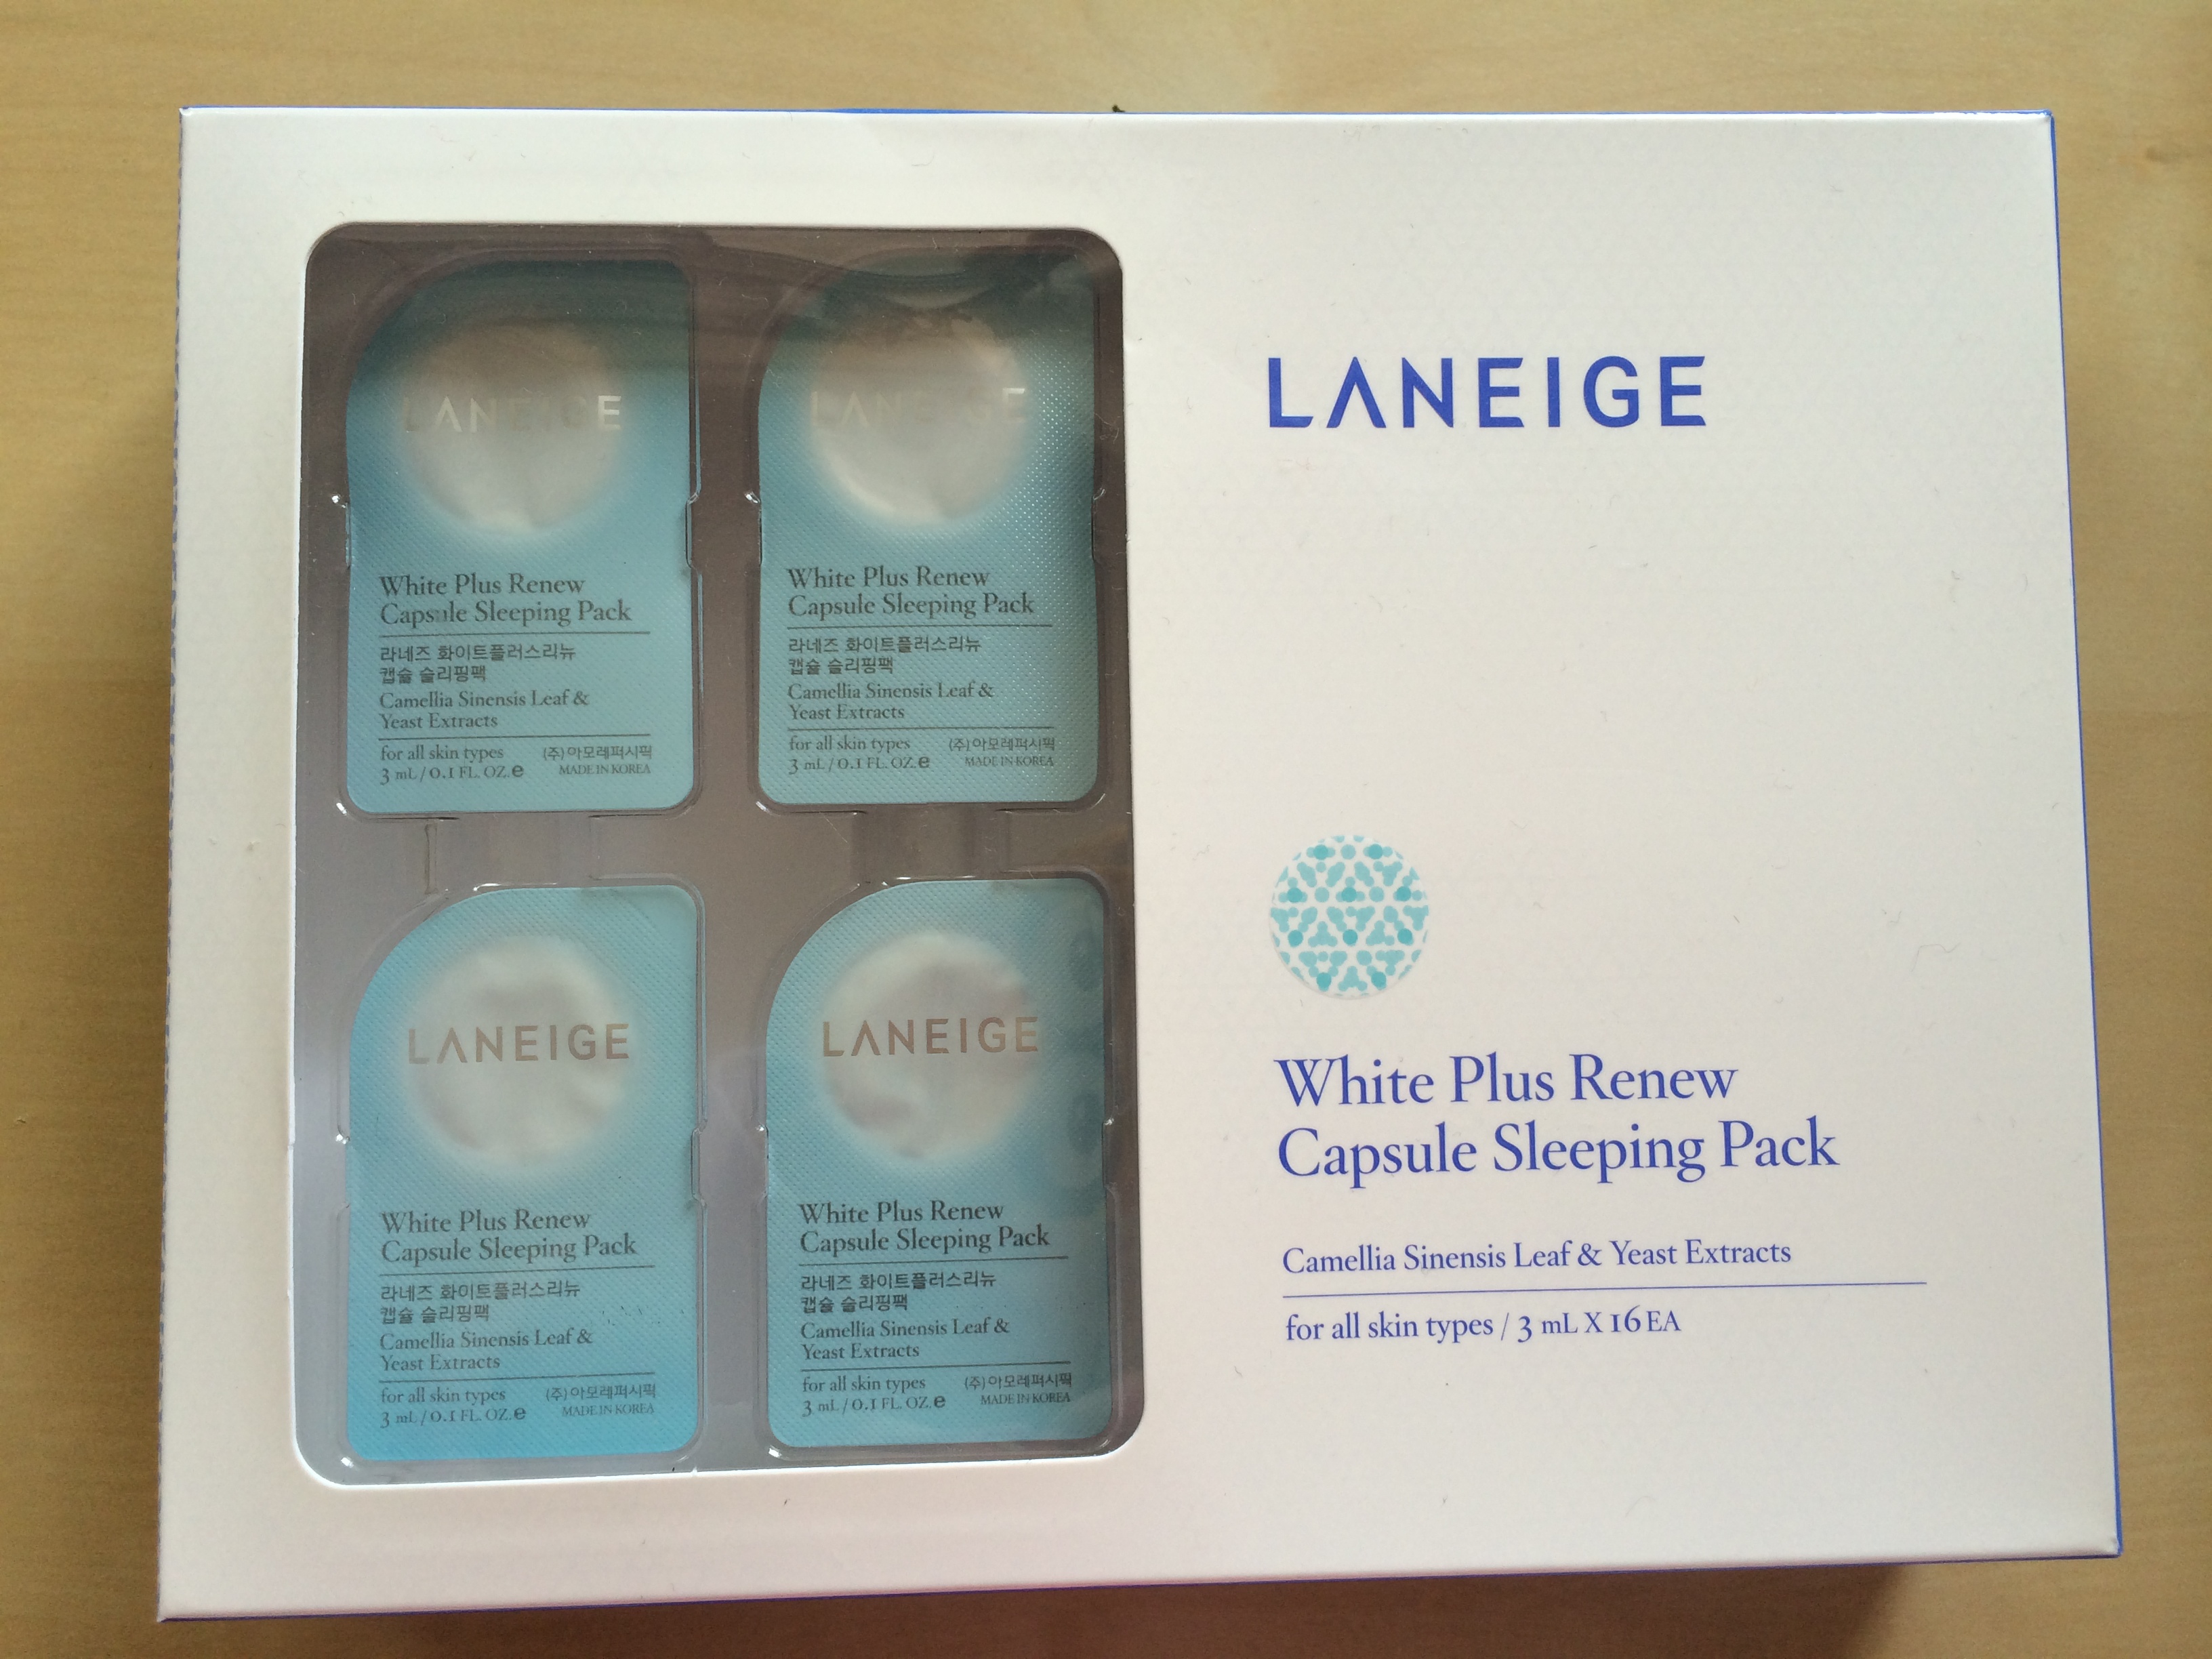 LANEIGE
White Plus Renew
Capsule Sleeping Pack
라네즈 화이트플러스리뉴
캡슐 슬리핑팩
Camellia Sinensis Leaf &
Yeast Extracts
for all skin types
(주)아모레퍼시픽
3 mL / 0.1 FL. OZ. e
MADE IN KOREA
LANEIGE
White Plus Renew
Capsule Sleeping Pack
라네즈 화이트플러스리뉴
캡슐 슬리핑팩
Camellia Sinensis Leaf &
Yeast Extracts
for all skin types
(주)아모레퍼시픽
3 mL / 0.1 FL. OZ. e
MADE IN KOREA
LANEIGE
White Plus Renew
Capsule Sleeping Pack
라네즈 화이트플러스리뉴
캡슐 슬리핑팩
Camellia Sinensis Leaf &
Yeast Extracts
for all skin types
(주)아모레퍼시픽
3 mL / 0.1 FL. OZ. e
MADE IN KOREA
LANEIGE
White Plus Renew
Capsule Sleeping Pack
라네즈 화이트플러스리뉴
캡슐 슬리핑팩
Camellia Sinensis Leaf &
Yeast Extracts
for all skin types
(주)아모레퍼시픽
3 mL / 0.1 FL. OZ. e
MADE IN KOREA
LANEIGE
White Plus Renew
Capsule Sleeping Pack
Camellia Sinensis Leaf & Yeast Extracts
for all skin types / 3 mL X 16 EA